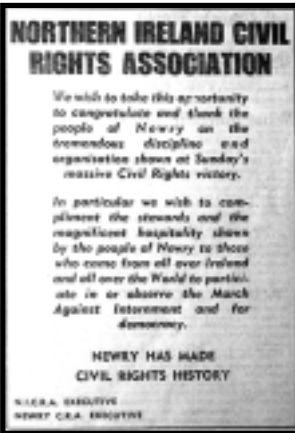 NORTHERN IRELAND CIVIL
RIGHTS ASSOCIATION
We wish to take this opportunity
to congratulate and thank the
people of Newry on the
tremendous discipline and
organisation shown at Sunday's
massive Civil Rights victory.
In particular we wish to com-
pliment the stewards and the
magnificent hospitality shown
by the people of Newry to those
who came from all over Ireland
and all over the World to partici-
ate in or observe the March
Against Internment and for
democracy.
NEWRY HAS MADE
CIVIL RIGHTS HISTORY
N.I.C.R.A. EXECUTIVE
NEWRY C.R.A. EXECUTIVE